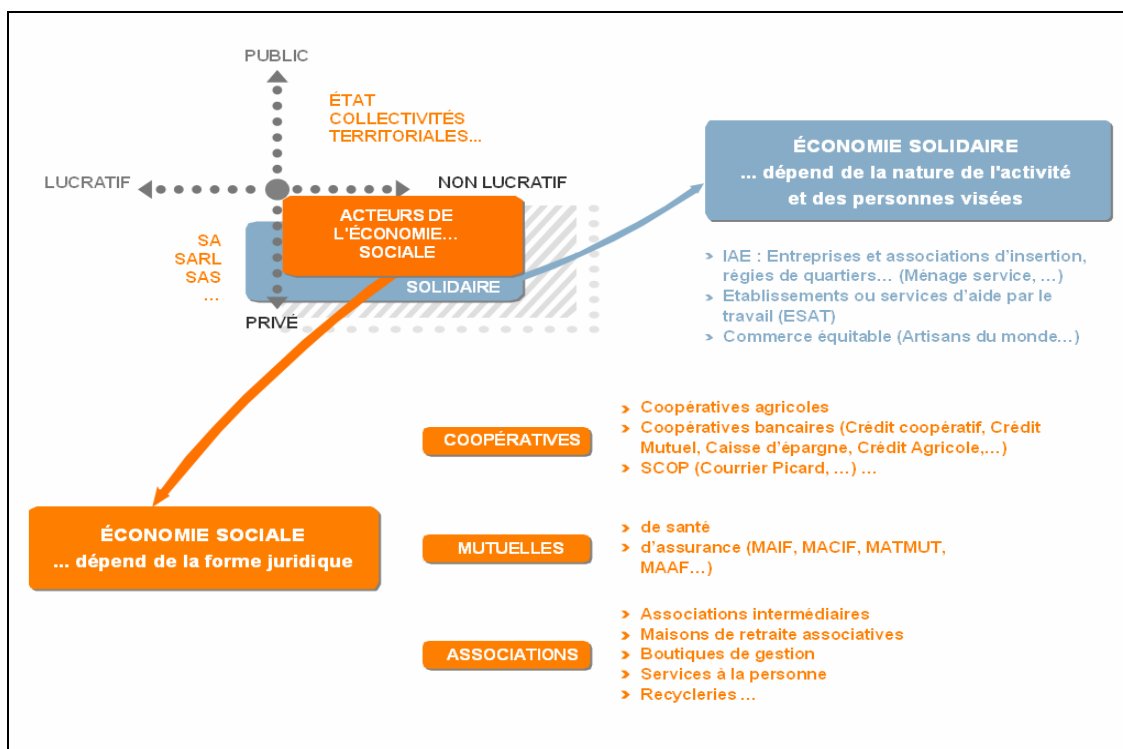 PUBLIC
ÉTAT
COLLECTIVITÉS
TERRITORIALES...
LUCRATIF
NON LUCRATIF
ACTEURS DE
L'ÉCONOMIE...
SOCIALE
SOLIDAIRE
SA
SARL
SAS
...
PRIVÉ
ÉCONOMIE SOLIDAIRE
... dépend de la nature de l'activité
et des personnes visées
IAE : Entreprises et associations d'insertion,
régies de quartiers... (Ménage service, ...)
Etablissements ou services d'aide par le
travail (ESAT)
Commerce équitable (Artisans du monde...)
ÉCONOMIE SOCIALE
... dépend de la forme juridique
COOPÉRATIVES
Coopératives agricoles
Coopératives bancaires (Crédit coopératif, Crédit
Mutuel, Caisse d'épargne, Crédit Agricole,...)
SCOP (Courrier Picard, ...) ...
MUTUELLES
de santé
d'assurance (MAIF, MACIF, MATMUT,
MAAF...)
ASSOCIATIONS
Associations intermédiaires
Maisons de retraite associatives
Boutiques de gestion
Services à la personne
Recycleries ...